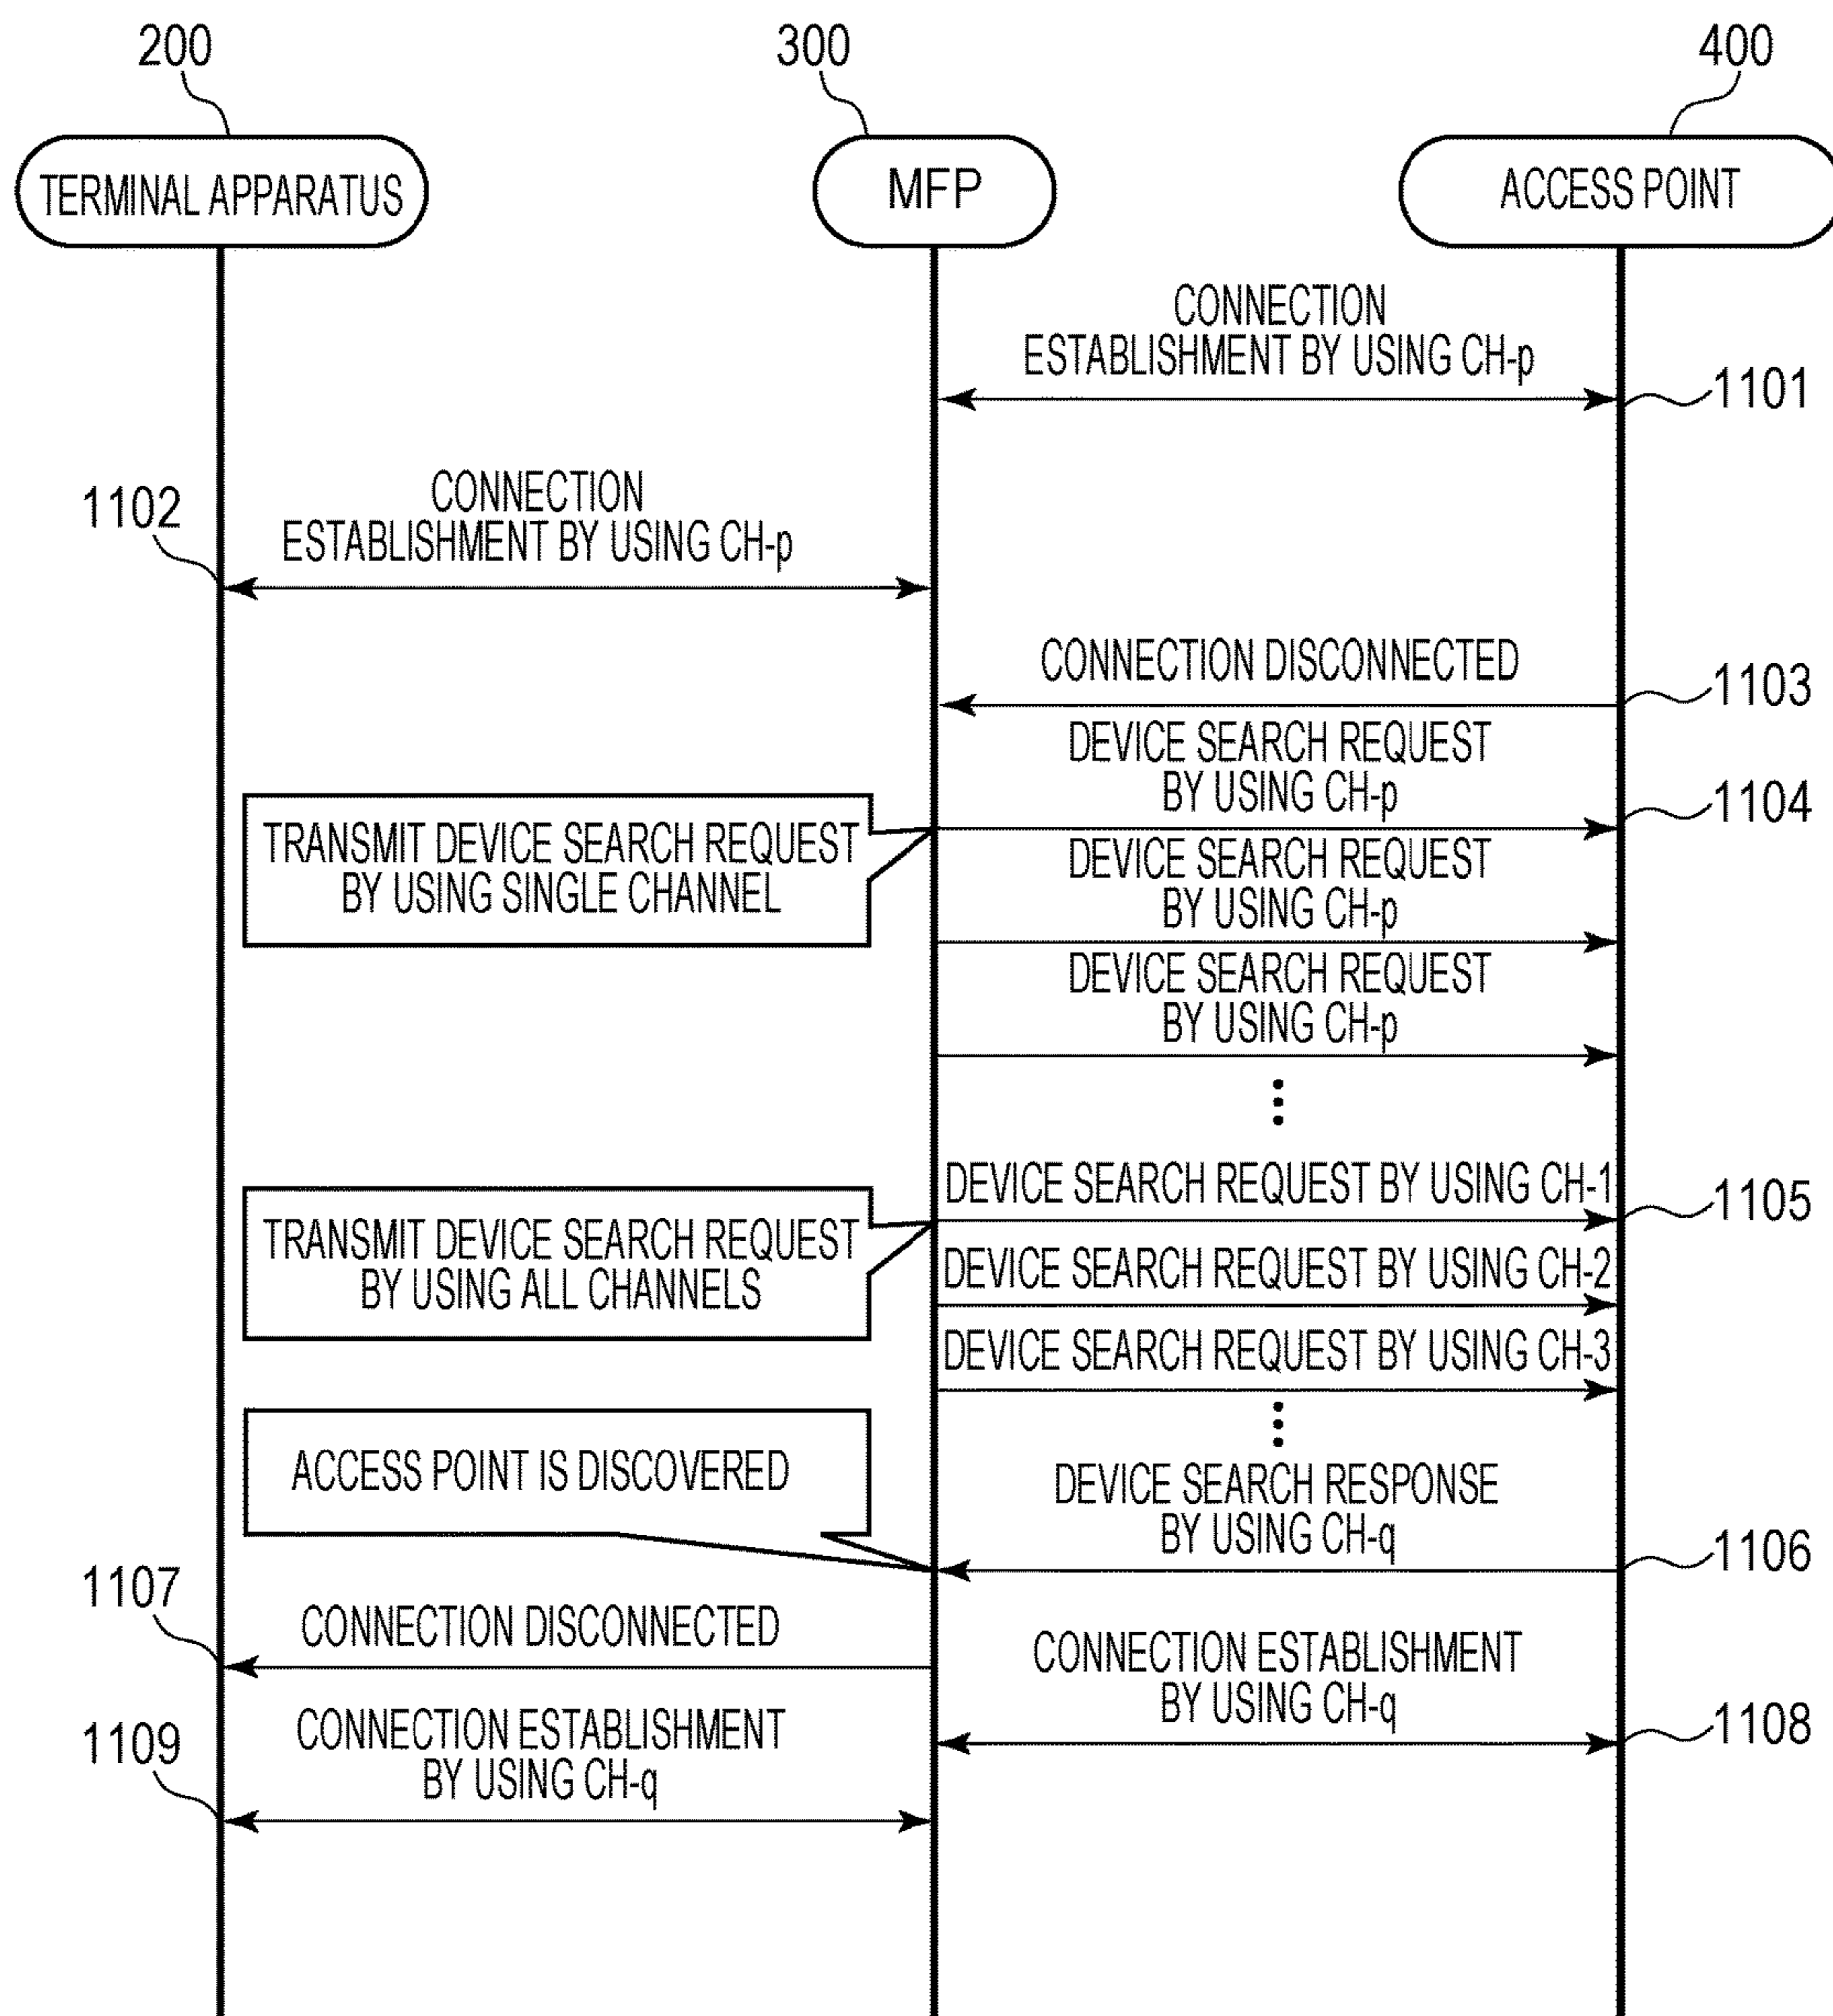 200
300
400
TERMINAL APPARATUS
MFP
ACCESS POINT
CONNECTION
ESTABLISHMENT BY USING CH-p
1101
CONNECTION
ESTABLISHMENT BY USING CH-p
1102
CONNECTION DISCONNECTED
1103
DEVICE SEARCH REQUEST
BY USING CH-p
1104
TRANSMIT DEVICE SEARCH REQUEST
BY USING SINGLE CHANNEL
DEVICE SEARCH REQUEST
BY USING CH-p
DEVICE SEARCH REQUEST
BY USING CH-p
DEVICE SEARCH REQUEST BY USING CH-1
1105
TRANSMIT DEVICE SEARCH REQUEST
BY USING ALL CHANNELS
DEVICE SEARCH REQUEST BY USING CH-2
DEVICE SEARCH REQUEST BY USING CH-3
ACCESS POINT IS DISCOVERED
DEVICE SEARCH RESPONSE
BY USING CH-q
1106
1107
CONNECTION DISCONNECTED
CONNECTION ESTABLISHMENT
BY USING CH-q
1108
1109
CONNECTION ESTABLISHMENT
BY USING CH-q